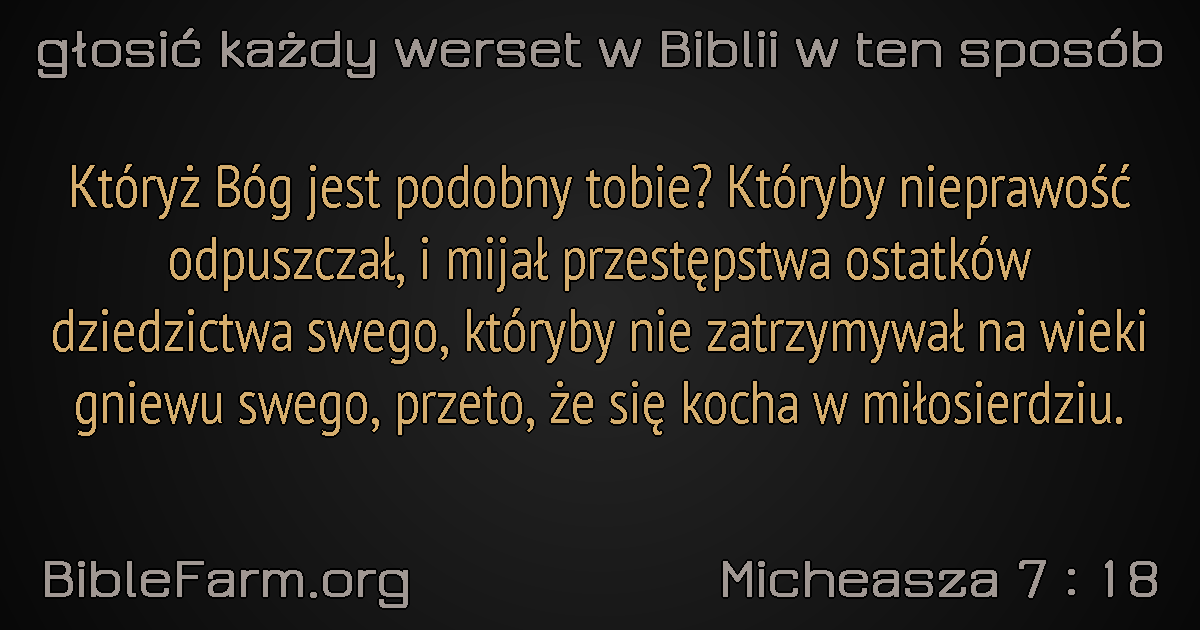 głosić każdy werset w Biblii w ten sposób
Któryż Bóg jest podobny tobie? Któryby nieprawość
odpuszczał, i mijał przestępstwa ostatków
dziedzictwa swego, któryby nie zatrzymywał na wieki
gniewu swego, przeto, że się kocha w miłosierdziu.
BibleFarm.org
Micheasza 7 : 18